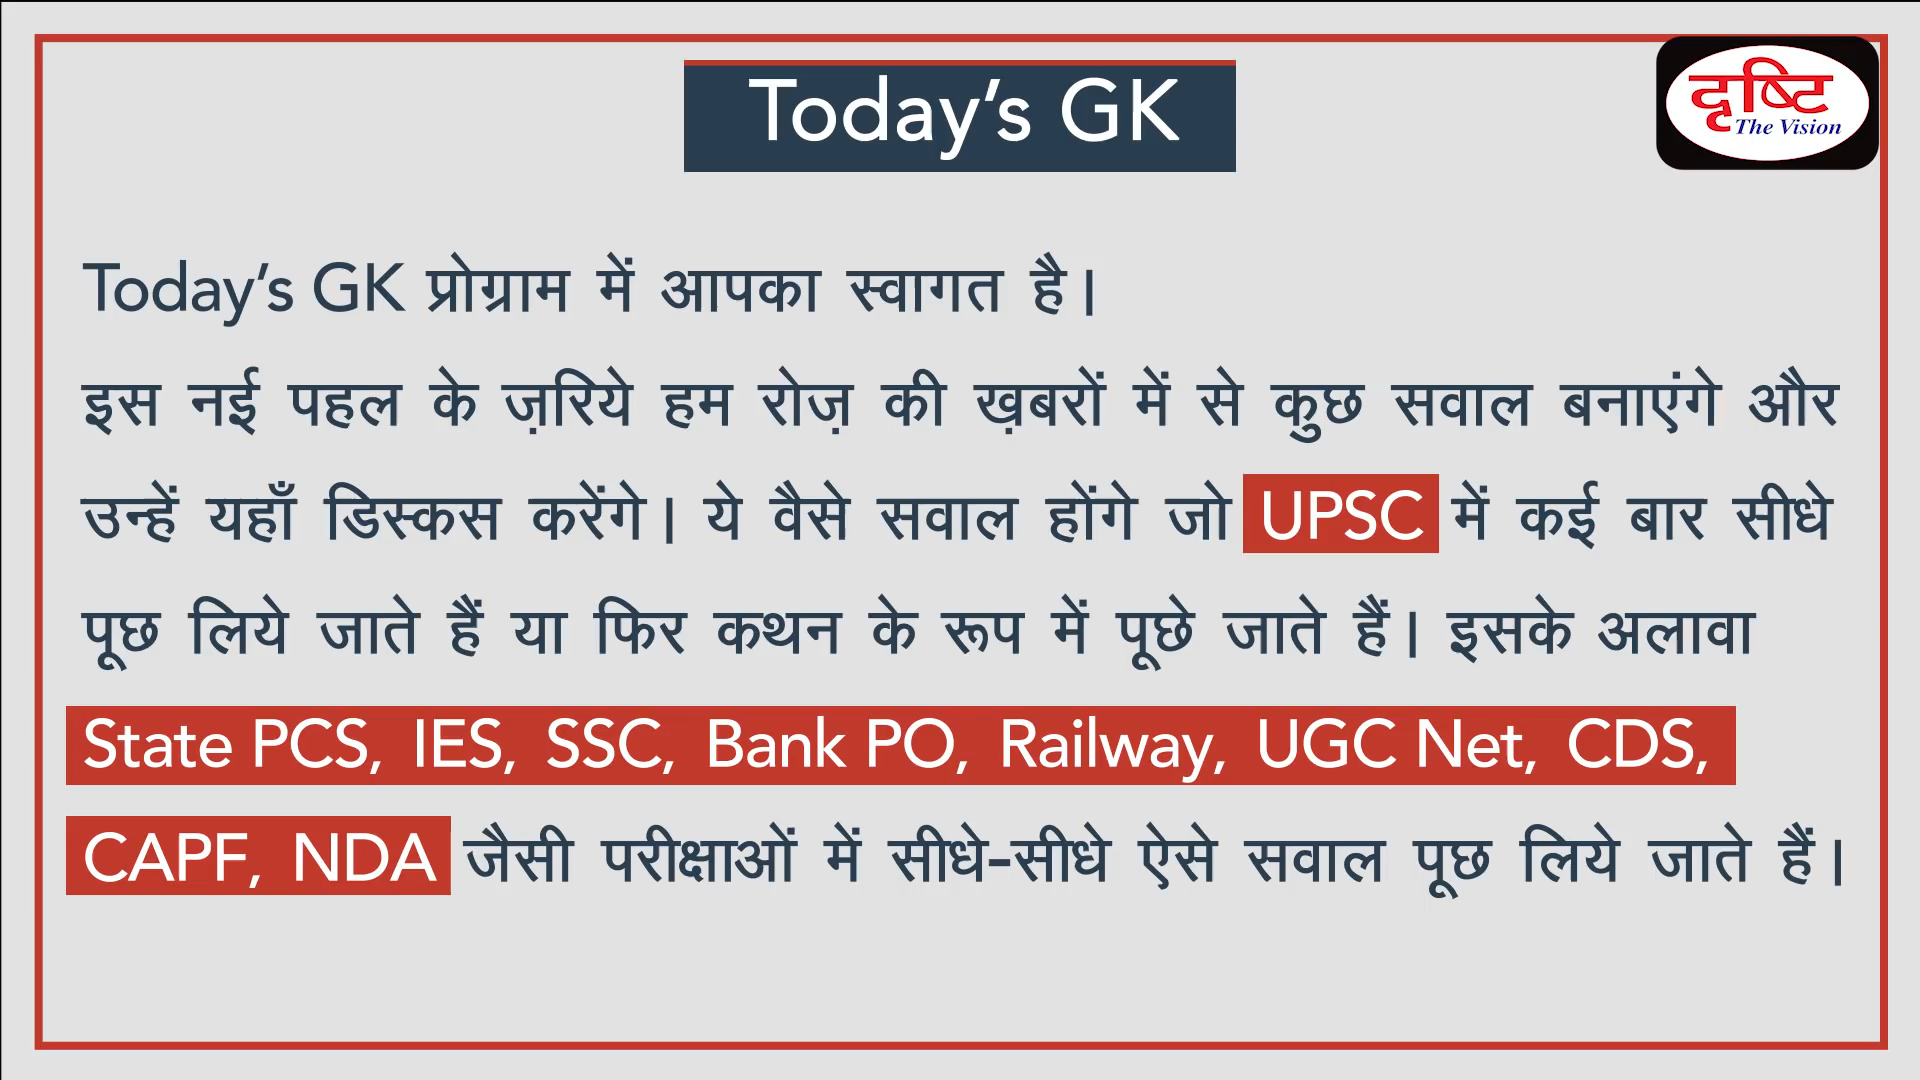 Today’s GK
दृष्टि
The Vision
Today’s GK प्रोग्राम में आपका स्वागत है।
इस नई पहल के ज़रिये हम रोज़ की ख़बरों में से कुछ सवाल बनाएंगे और
उन्हें यहाँ डिस्कस करेंगे। ये वैसे सवाल होंगे जो UPSC में कई बार सीधे
पूछ लिये जाते हैं या फिर कथन के रूप में पूछे जाते हैं। इसके अलावा
State PCS, IES, SSC, Bank PO, Railway, UGC Net, CDS,
CAPF, NDA जैसी परीक्षाओं में सीधे-सीधे ऐसे सवाल पूछ लिये जाते हैं।